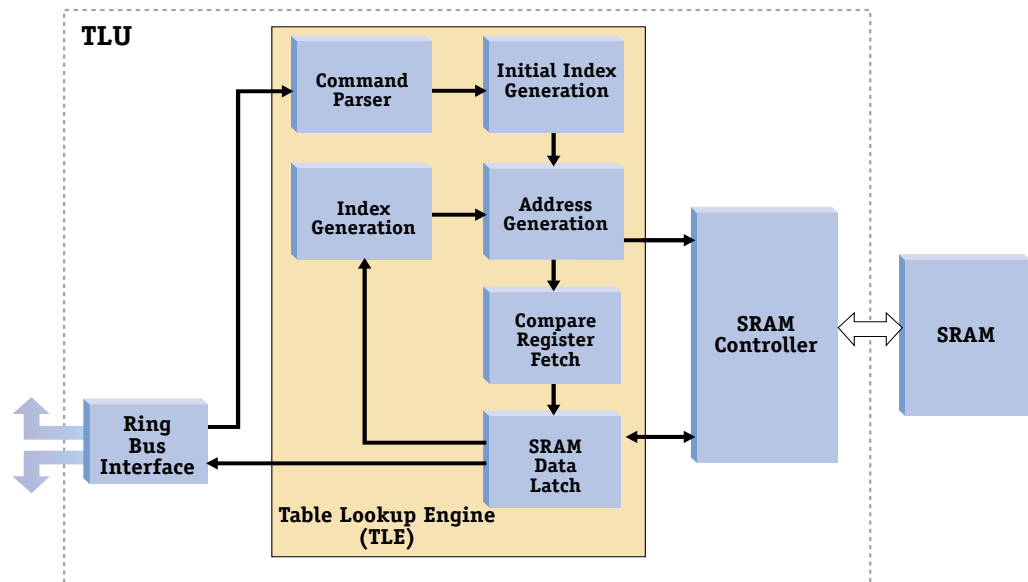 TLU
Command
Parser
Initial Index
Generation
Index
Generation
Address
Generation
Compare
Register
Fetch
SRAM
Controller
SRAM
Ring
Bus
Interface
SRAM
Data
Latch
Table Lookup Engine
(TLE)